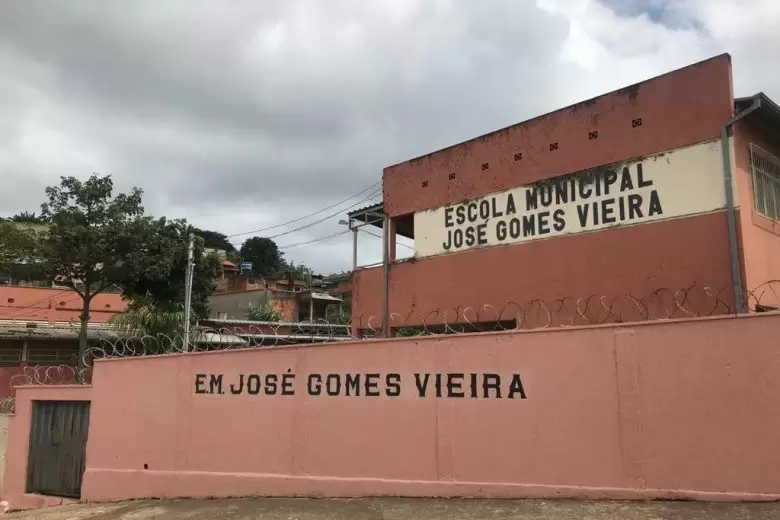 ESCOLA MUNICIPAL
JOSÉ GOMES VIEIRA
E.M. JOSÉ GOMES VIEIRA